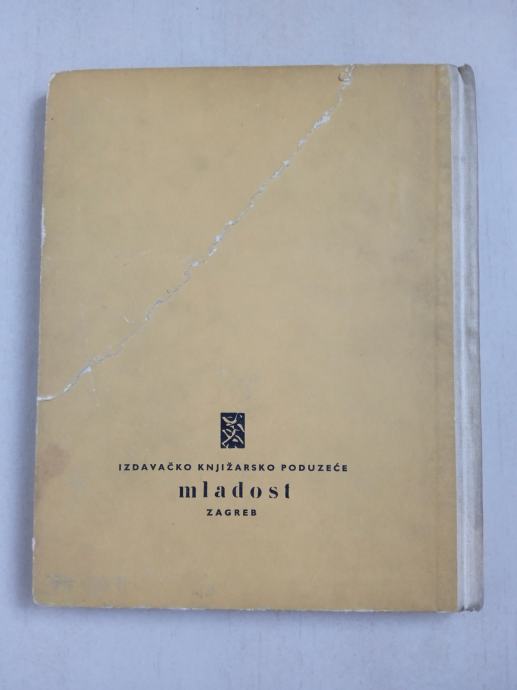 IZDAVAČKO KNJIŽARSKO PODUZEĆE
mladost
ZAGREB